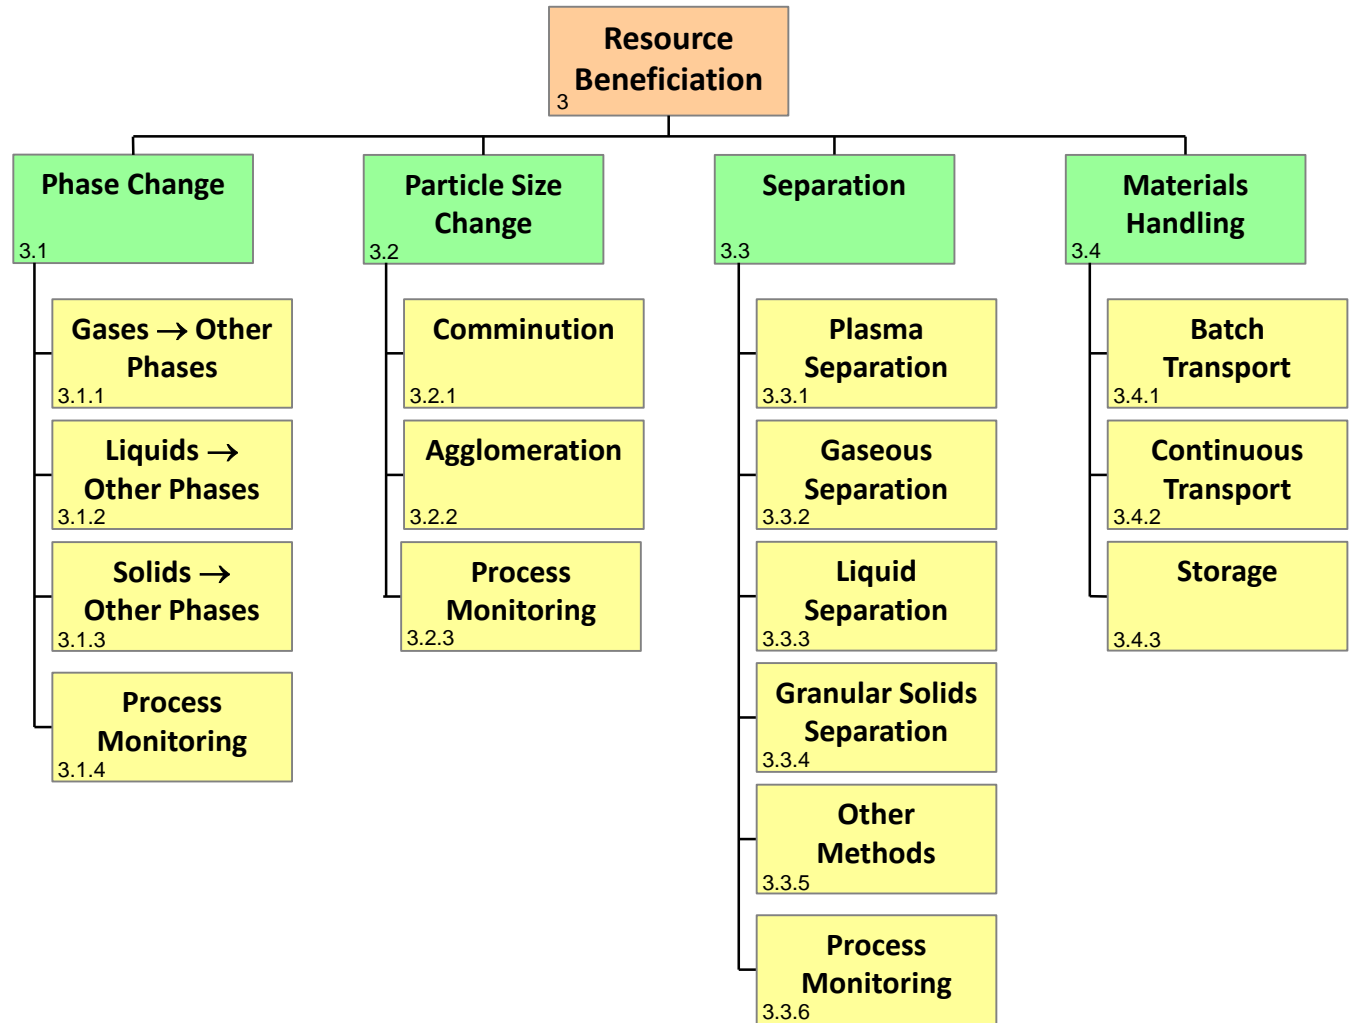 Resource
Beneficiation
3
Phase Change
3.1
Gases → Other
Phases
3.1.1
Liquids →
Other Phases
3.1.2
Solids →
Other Phases
3.1.3
Process
Monitoring
3.1.4
Particle Size
Change
3.2
Comminution
3.2.1
Agglomeration
3.2.2
Process
Monitoring
3.2.3
Separation
3.3
Plasma
Separation
3.3.1
Gaseous
Separation
3.3.2
Liquid
Separation
3.3.3
Granular Solids
Separation
3.3.4
Other
Methods
3.3.5
Process
Monitoring
3.3.6
Materials
Handling
3.4
Batch
Transport
3.4.1
Continuous
Transport
3.4.2
Storage
3.4.3